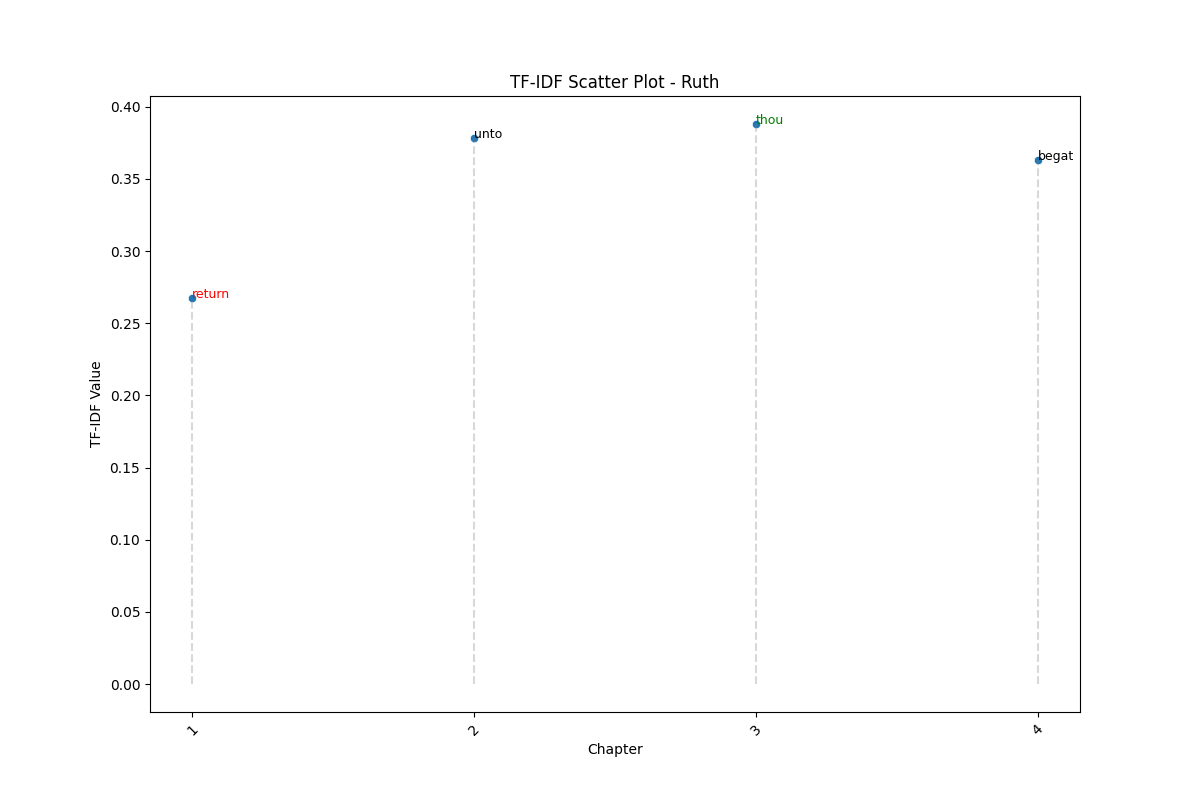 TF-IDF Scatter Plot - Ruth
0.40
0.35
0.30
0.25
0.20
0.15
0.10
0.05
0.00
TF-IDF Value
return
unto
thou
begat
1
2
3
4
Chapter